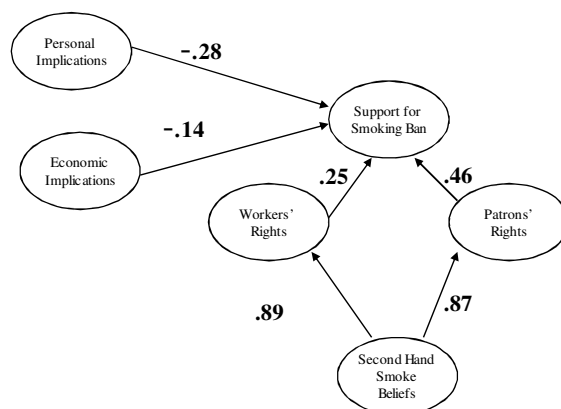 Personal
Implications
-.28
Support for
Smoking Ban
-.14
Economic
Implications
.25
.46
Workers'
Rights
Patrons'
Rights
.89
.87
Second Hand
Smoke
Beliefs